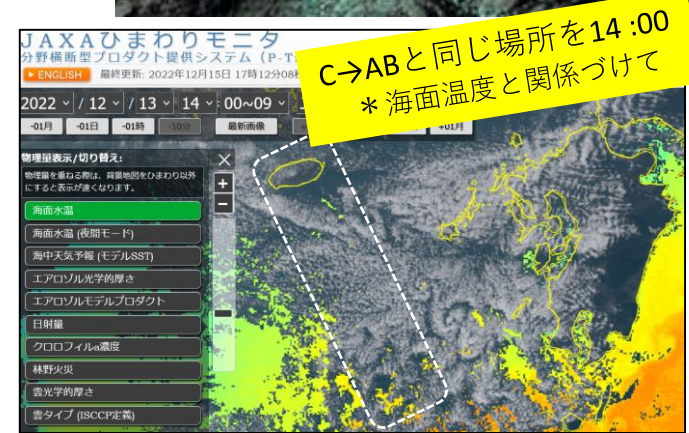 JAXAひまわりモニタ
分野横断型プロダクト提供システム (P-T
ENGLISH 最終更新: 2022年12月15日 17時12分08
C→ABと同じ場所を14:00
＊海面温度と関係づけて
2022 / 12 / 13 14 : 00~09
-01月 -01日 -01時 -10分 最新画像 +01月
物理量表示/切り替え:
物理量を重ねる際は、背景地図をひまわり以外
にすると表示が速くなります。
+
-
海面水温
海面水温 (夜間モード)
海中天気予報 (モデルSST)
エアロゾル光学的厚さ
エアロゾルモデルプロダクト
日射量
クロロフィルa濃度
林野火災
雲光学的厚さ
雲タイプ (ISCCP定義)